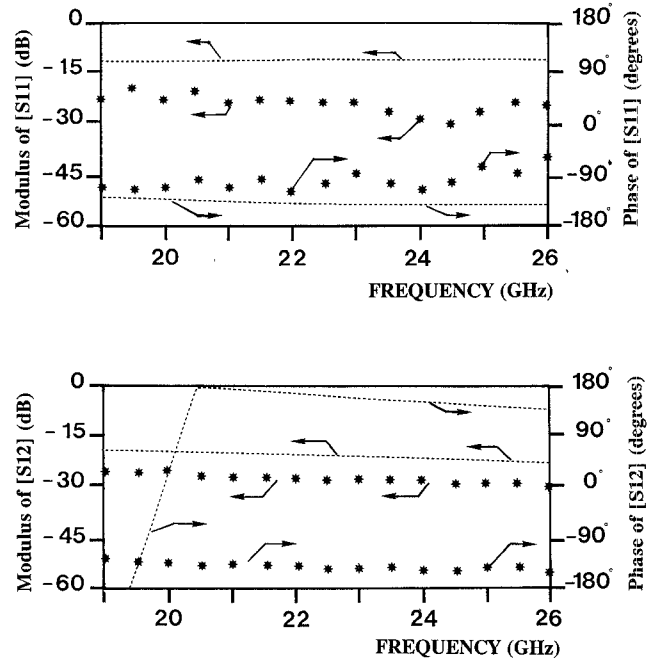 0
-15
-30
-45
-60
Modulus of [S11] (dB)
180°
90°
0°
-90°
-180°
Phase of [S11] (degrees)
20 22 24 26
FREQUENCY (GHz)
0
-15
-30
-45
-60
Modulus of [S12] (dB)
180°
90°
0°
-90°
-180°
Phase of [S12] (degrees)
20 22 24 26
FREQUENCY (GHz)